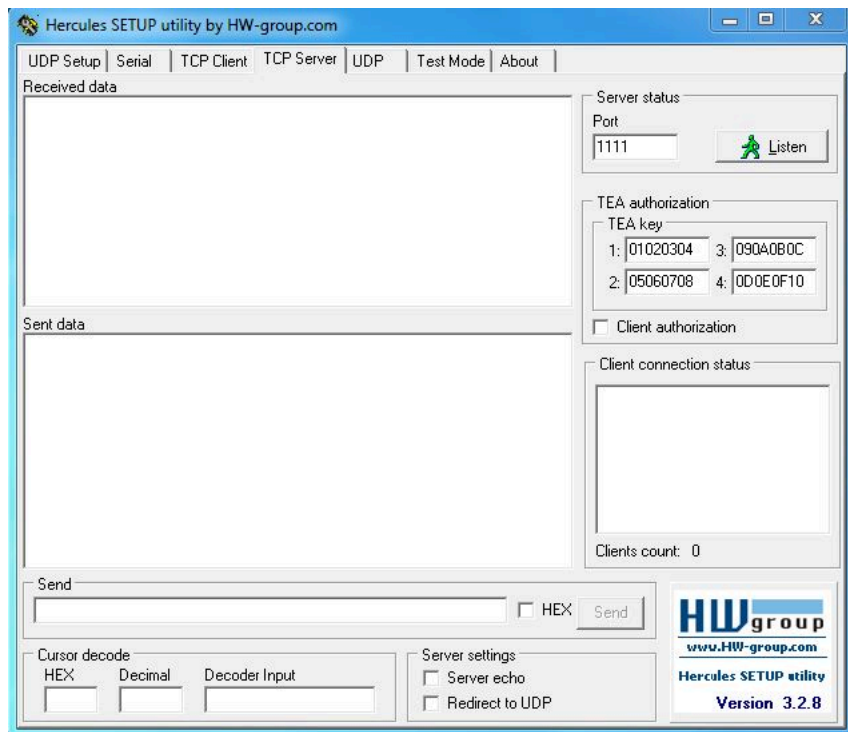 Hercules SETUP utility by HW-group.com
UDP Setup Serial TCP Client TCP Server UDP Test Mode About
Received data
Server status
Port
1111 Listen
TEA authorization
TEA key
1: 01020304 3: 090A0B0C
2: 05060708 4: 0D0E0F10
Client authorization
Sent data
Client connection status
Clients count: 0
Send
HEX Send
Cursor decode
HEX Decimal Decoder Input
Server settings
Server echo
Redirect to UDP
HW group
www.HW-group.com
Hercules SETUP utility
Version 3.2.8